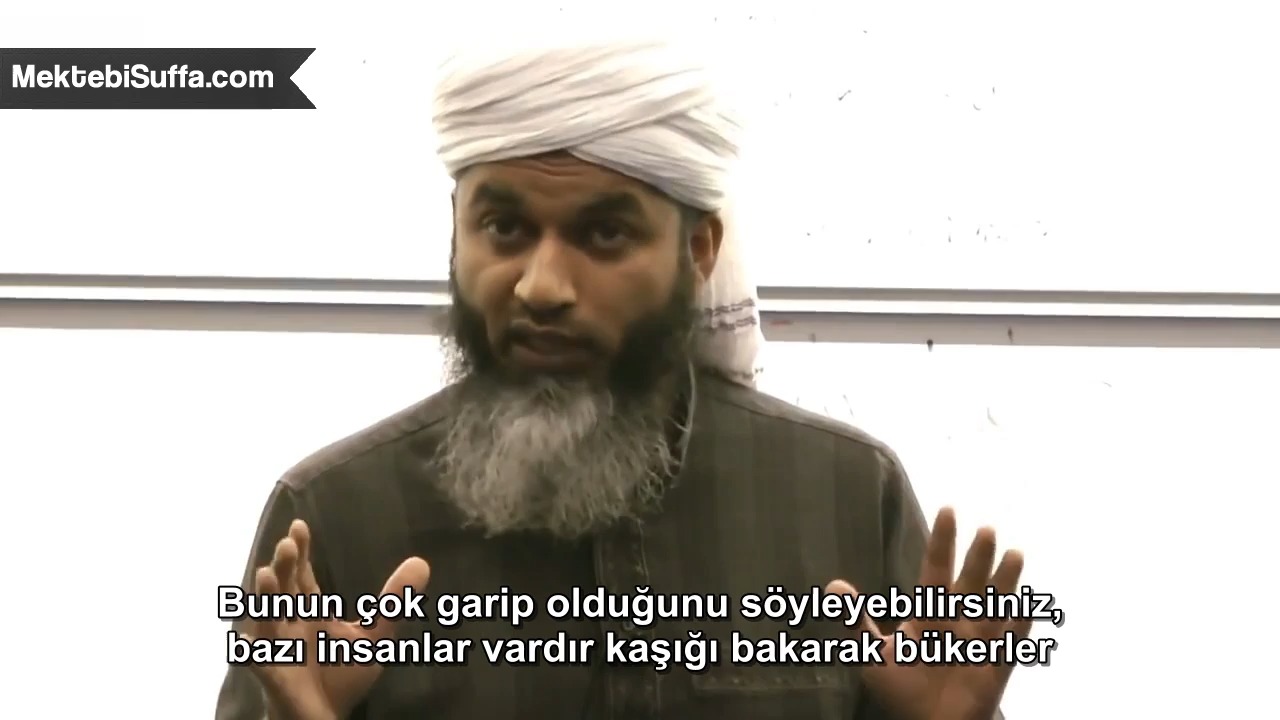 MektebiSuffa.com
Bunun çok garip olduğunu söyleyebilirsiniz,
bazı insanlar vardır kaşığı bakarak bükerler